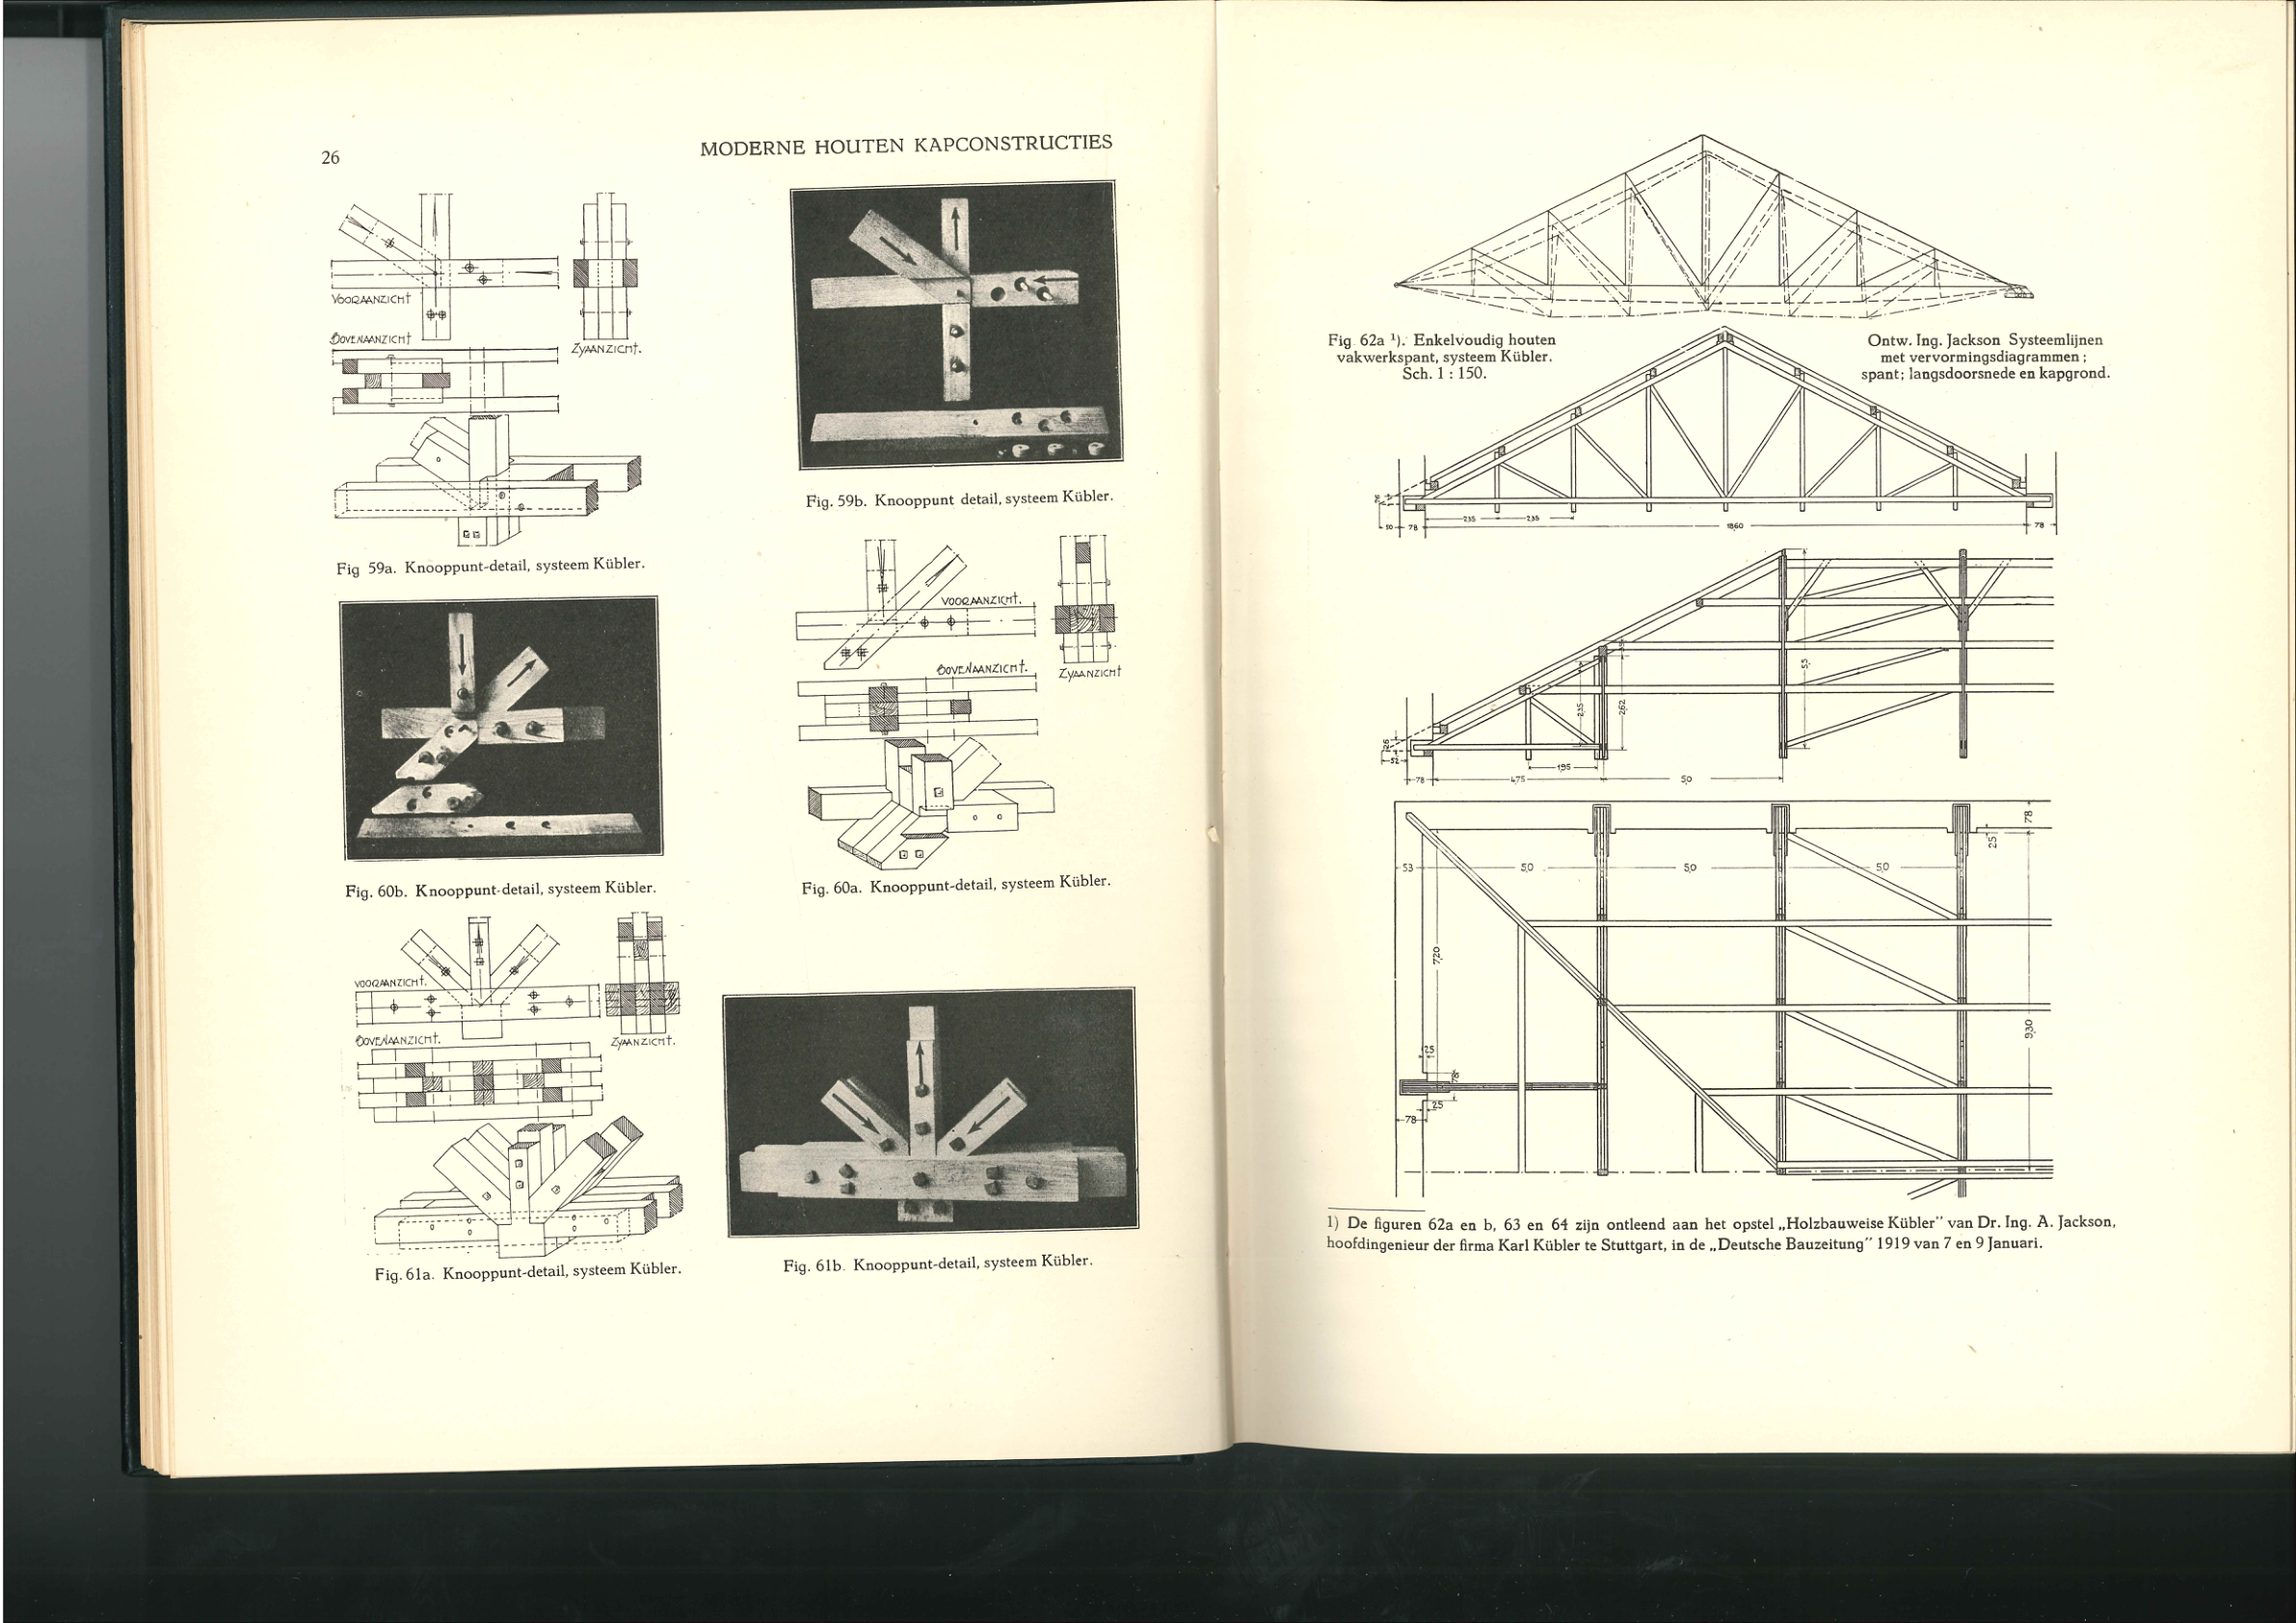 26
MODERNE HOUTEN KAPCONSTRUCTIES
VOORAANZICHT
BOVENAANZICHT
ZYAANZICHT.
Fig 59a. Knooppunt-detail, systeem Kübler.
Fig. 59b. Knooppunt detail, systeem Kübler.
Fig. 60b. Knooppunt-detail, systeem Kübler.
VOORAANZICHT.
BOVENAANZICHT.
ZYAANZICHT
Fig. 60a. Knooppunt-detail, systeem Kübler.
VOORAANZICHT.
BOVENAANZICHT.
ZYAANZICHT.
Fig. 61a. Knooppunt-detail, systeem Kübler.
Fig. 61b. Knooppunt-detail, systeem Kübler.
Fig. 62a ¹). Enkelvoudig houten
vakwerkspant, systeem Kübler.
Sch. 1 : 150.
Ontw. Ing. Jackson Systeemlijnen
met vervormingsdiagrammen ;
spant; langsdoorsnede en kapgrond.
26
50 78 235 235 1860 78
26
52
78 475 195 50
235 262 55
53 50 50 50
78
25
720
930
25
78
25
78
1) De figuren 62a en b, 63 en 64 zijn ontleend aan het opstel „Holzbauweise Kübler” van Dr. Ing. A. Jackson,
hoofdingenieur der firma Karl Kübler te Stuttgart, in de „Deutsche Bauzeitung” 1919 van 7 en 9 Januari.